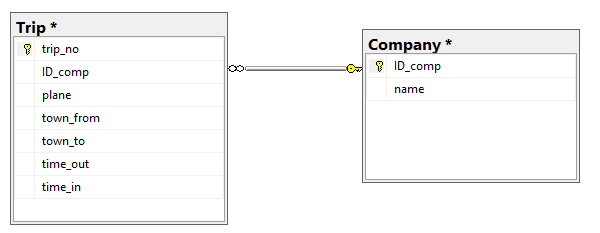 Trip *
trip_no
ID_comp
plane
town_from
town_to
time_out
time_in
Company *
ID_comp
name